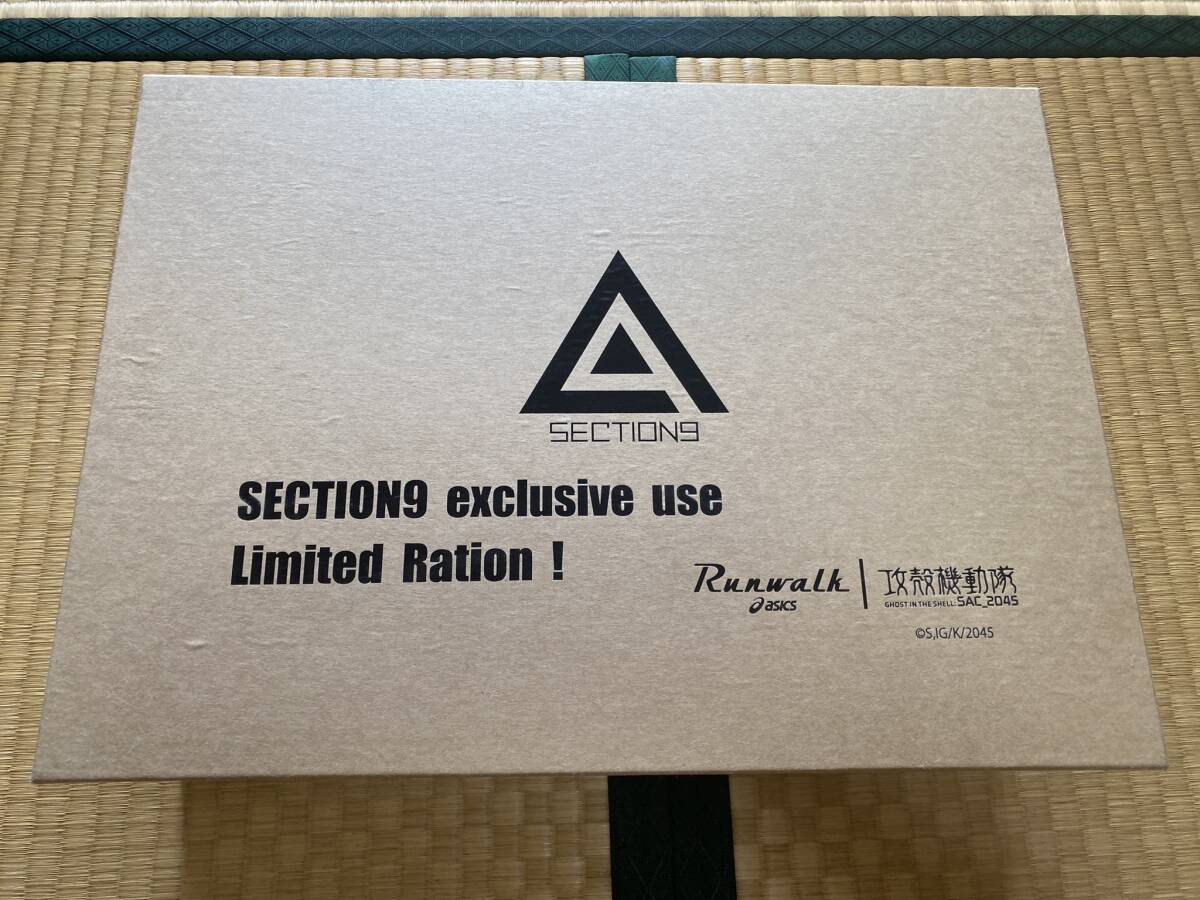 SECTION9
SECTION9 exclusive use
Limited Ration !
Runwalk
asics
攻殻機動隊
GHOST IN THE SHELL: SAC_2045
©S,IG/K/2045